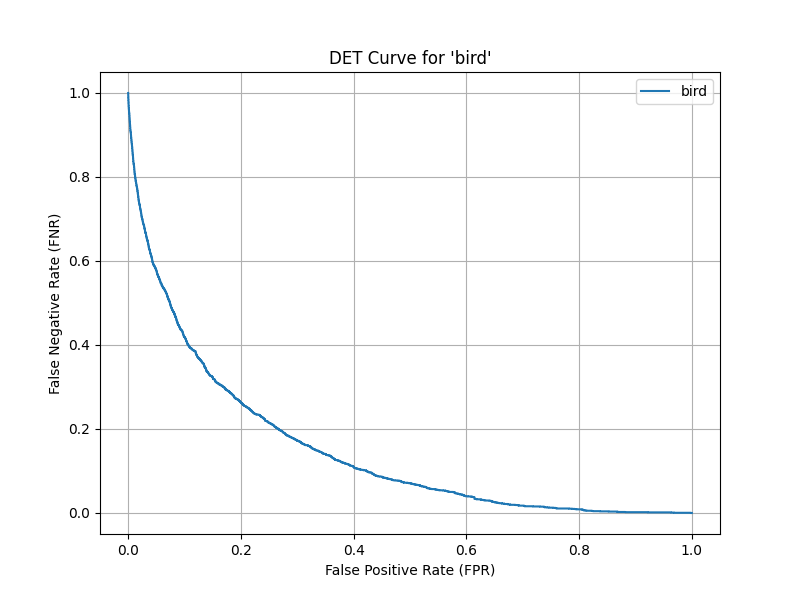 DET Curve for 'bird'
bird
1.0
0.8
0.6
0.4
0.2
0.0
False Negative Rate (FNR)
0.0 0.2 0.4 0.6 0.8 1.0
False Positive Rate (FPR)